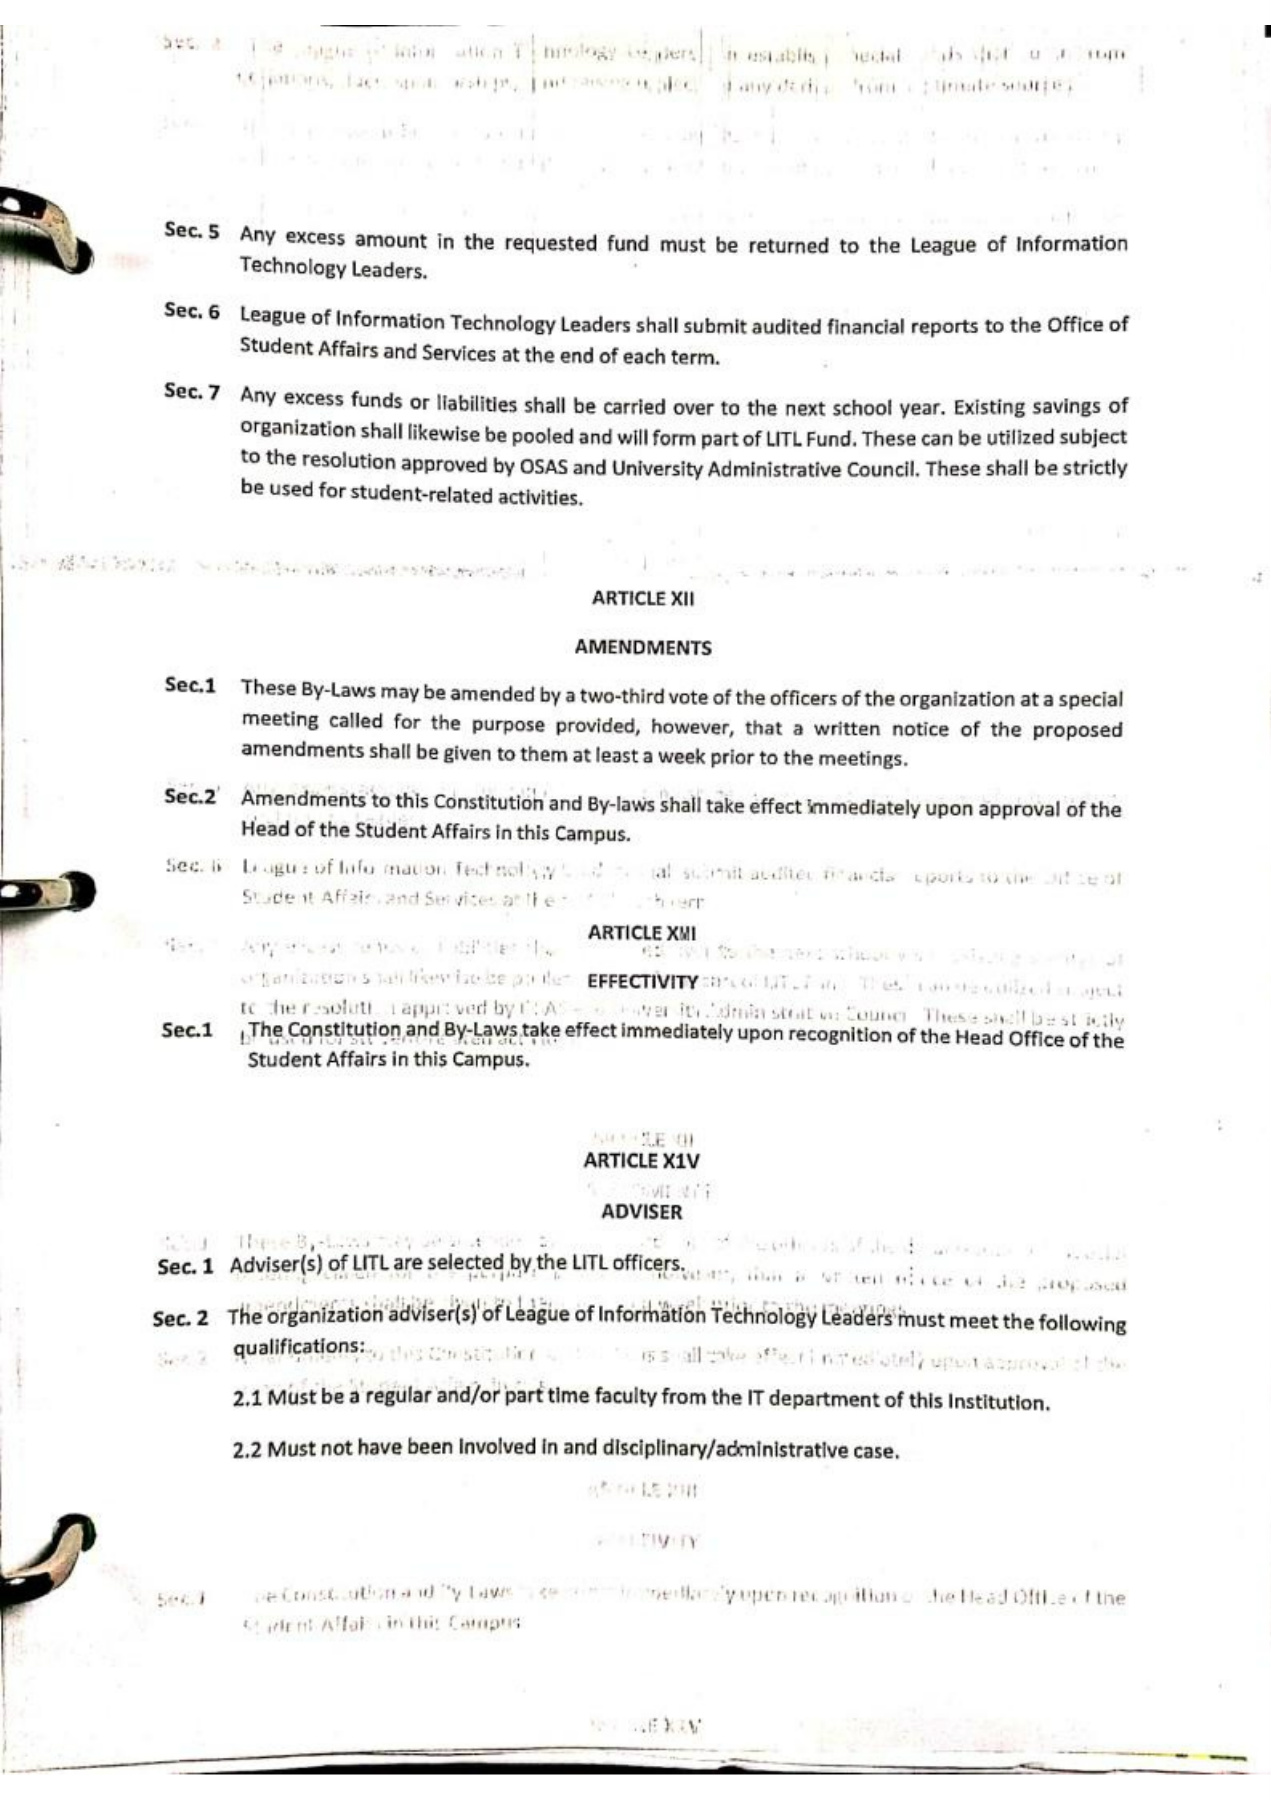 Sec. 5 Any excess amount in the requested fund must be returned to the League of Information
Technology Leaders.
Sec. 6 League of Information Technology Leaders shall submit audited financial reports to the Office of
Student Affairs and Services at the end of each term.
Sec. 7 Any excess funds or liabilities shall be carried over to the next school year. Existing savings of
organization shall likewise be pooled and will form part of LITL Fund. These can be utilized subject
to the resolution approved by OSAS and University Administrative Council. These shall be strictly
be used for student-related activities.
ARTICLE XII
AMENDMENTS
Sec.1 These By-Laws may be amended by a two-third vote of the officers of the organization at a special
meeting called for the purpose provided, however, that a written notice of the proposed
amendments shall be given to them at least a week prior to the meetings.
Sec.2 Amendments to this Constitution and By-laws shall take effect immediately upon approval of the
Head of the Student Affairs in this Campus.
ARTICLE XIII
EFFECTIVITY
Sec.1 The Constitution and By-Laws take effect immediately upon recognition of the Head Office of the
Student Affairs in this Campus.
ARTICLE X1V
ADVISER
Sec. 1 Adviser(s) of LITL are selected by the LITL officers.
Sec. 2 The organization adviser(s) of League of Information Technology Leaders must meet the following
qualifications:
2.1 Must be a regular and/or part time faculty from the IT department of this Institution.
2.2 Must not have been involved in and disciplinary/administrative case.